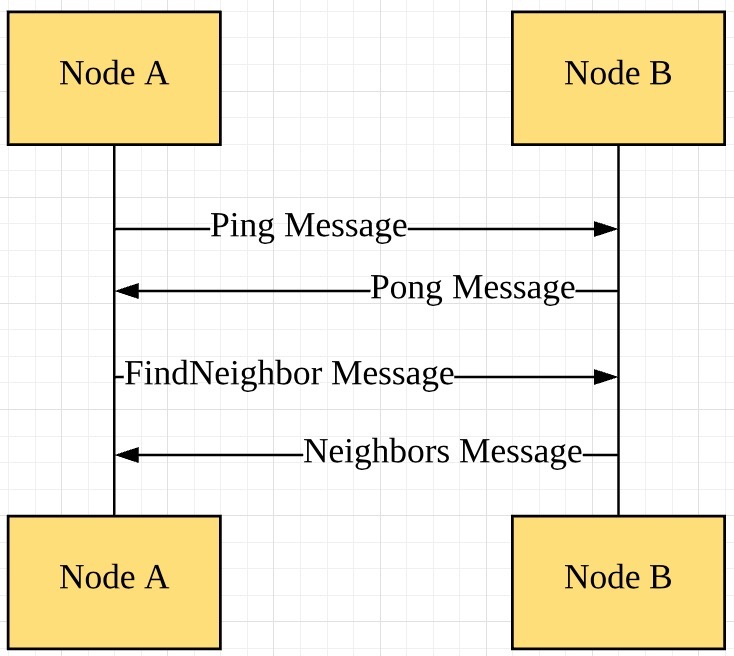 Node A
Node B
Ping Message
Pong Message
FindNeighbor Message
Neighbors Message
Node A
Node B